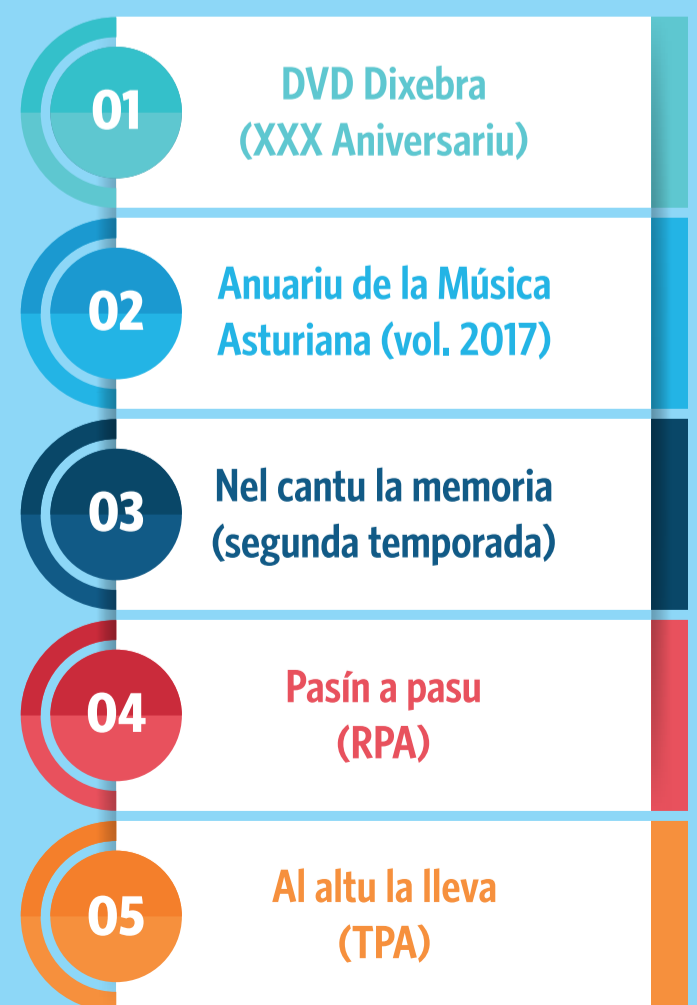 01
DVD Dixebra
(XXX Aniversariu)
02
Anuariu de la Música
Asturiana (vol. 2017)
03
Nel cantu la memoria
(segunda temporada)
04
Pasín a pasu
(RPA)
05
Al altu la lleva
(TPA)